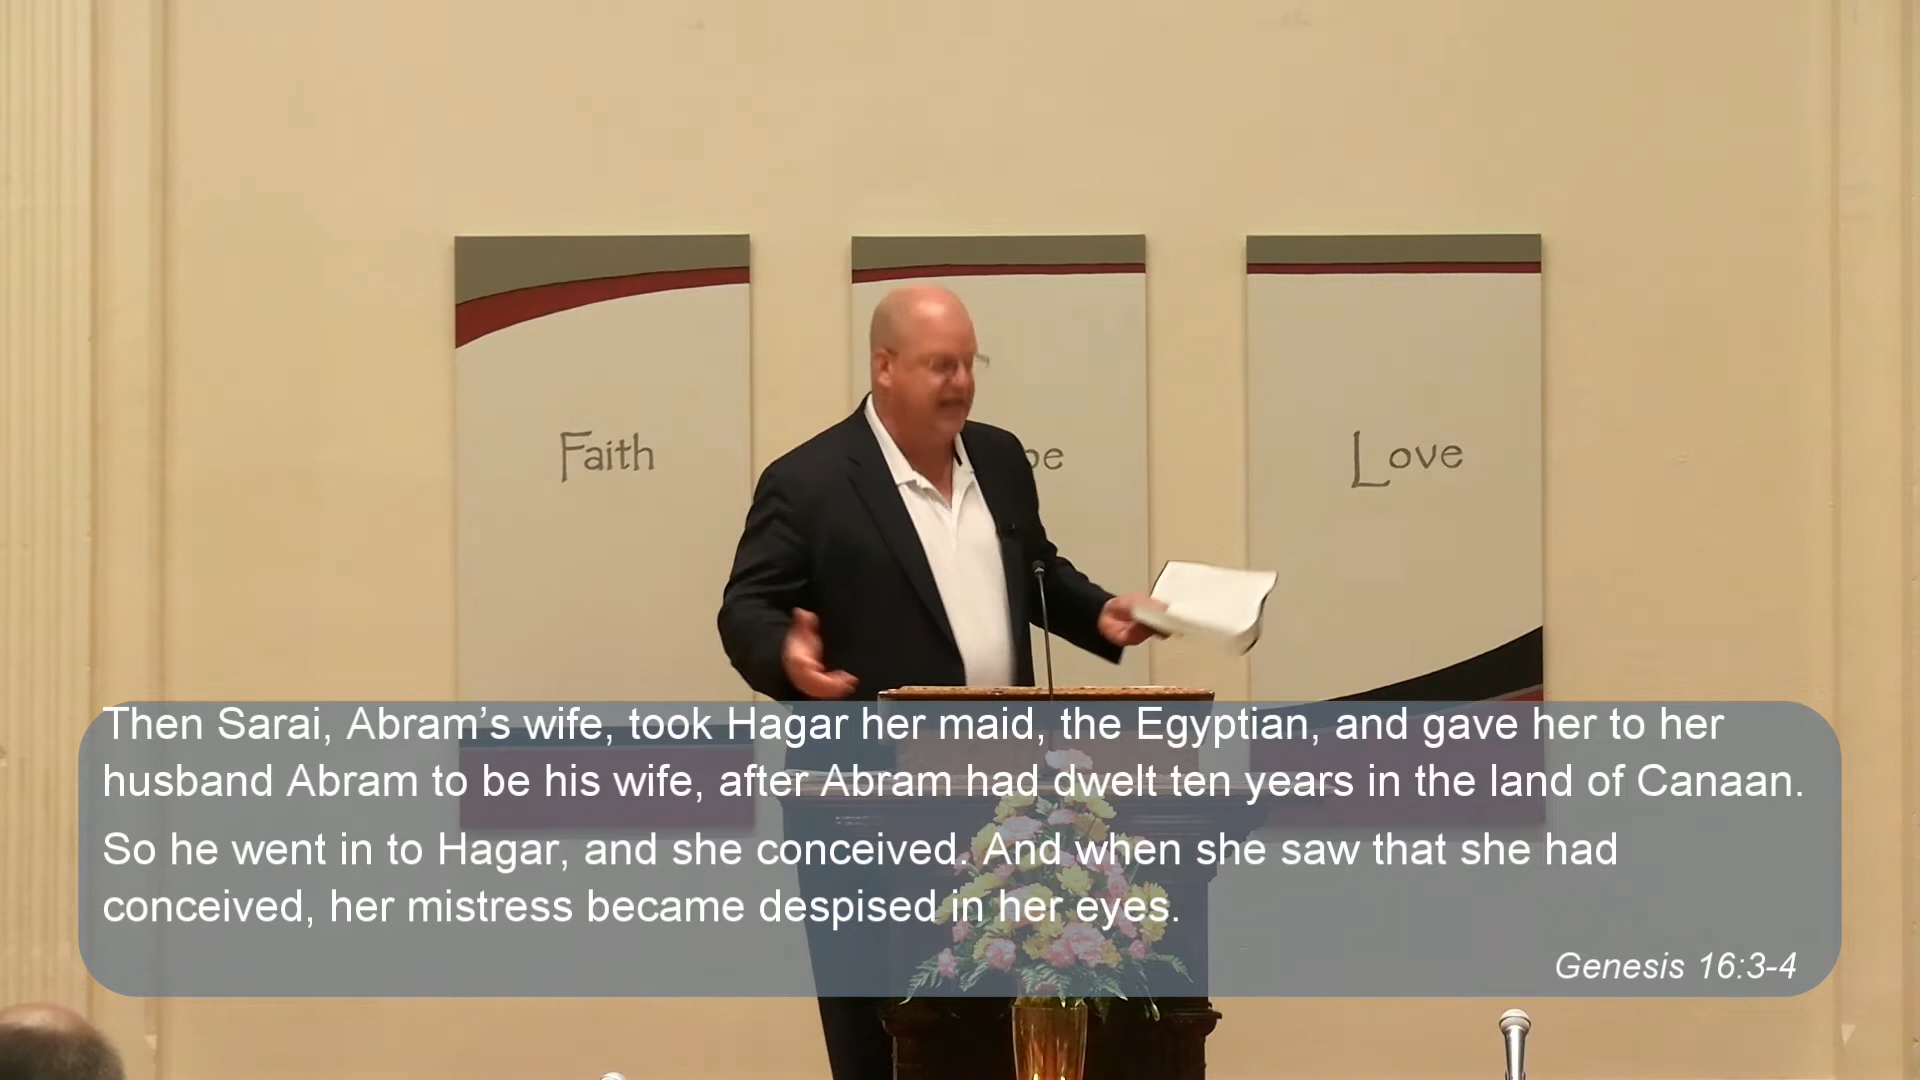 Faith
Love
Then Sarai, Abram’s wife, took Hagar her maid, the Egyptian, and gave her to her
husband Abram to be his wife, after Abram had dwelt ten years in the land of Canaan.
So he went in to Hagar, and she conceived. And when she saw that she had
conceived, her mistress became despised in her eyes.
Genesis 16:3-4